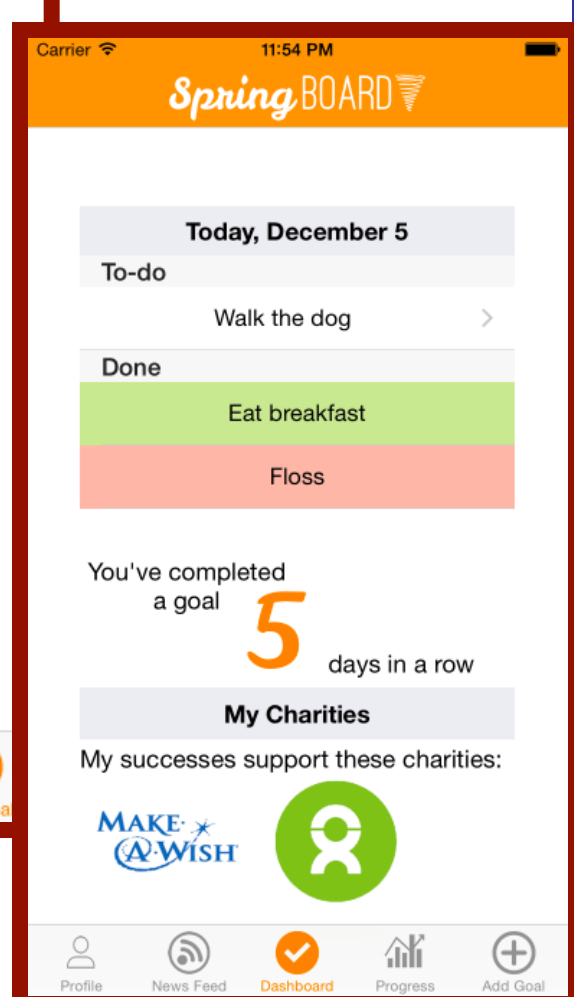 Carrier 11:54 PM
Spring BOARD
Today, December 5
To-do
Walk the dog
Done
Eat breakfast
Floss
You've completed
a goal
5
days in a row
My Charities
My successes support these charities:
MAKE·A·WISH
Profile News Feed Dashboard Progress Add Goal